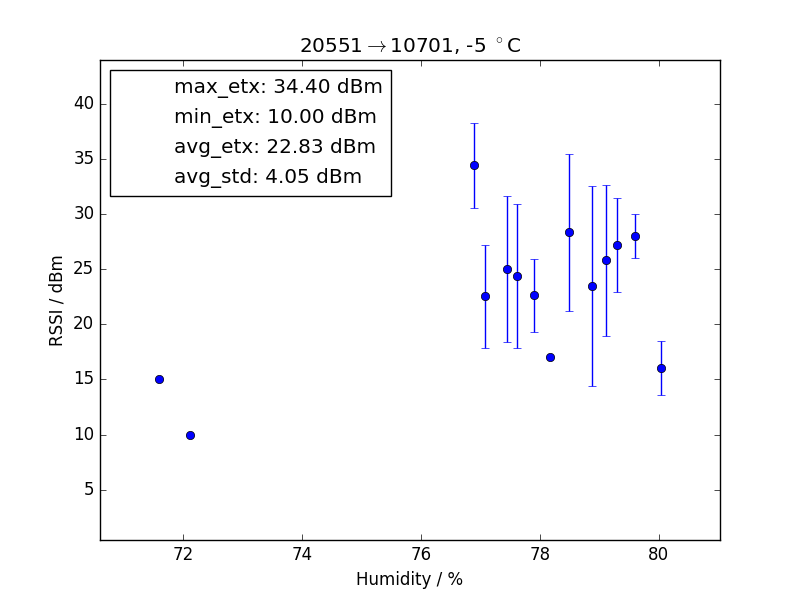 20551→10701, -5 °C
max_etx: 34.40 dBm
min_etx: 10.00 dBm
avg_etx: 22.83 dBm
avg_std: 4.05 dBm
40
35
30
25
20
15
10
5
RSSI / dBm
72 74 76 78 80
Humidity / %